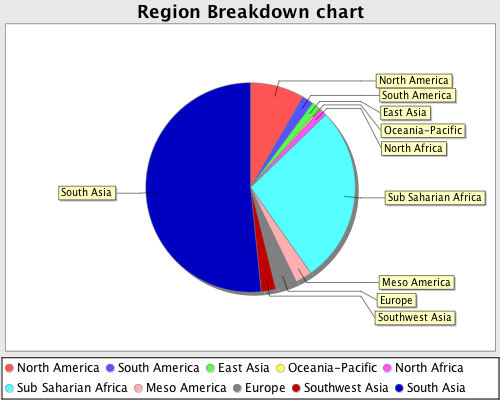 Region Breakdown chart
North America
South America
East Asia
Oceania-Pacific
North Africa
South Asia
Sub Saharian Africa
Meso America
Europe
Southwest Asia
North America South America East Asia Oceania-Pacific North Africa
Sub Saharian Africa Meso America Europe Southwest Asia South Asia